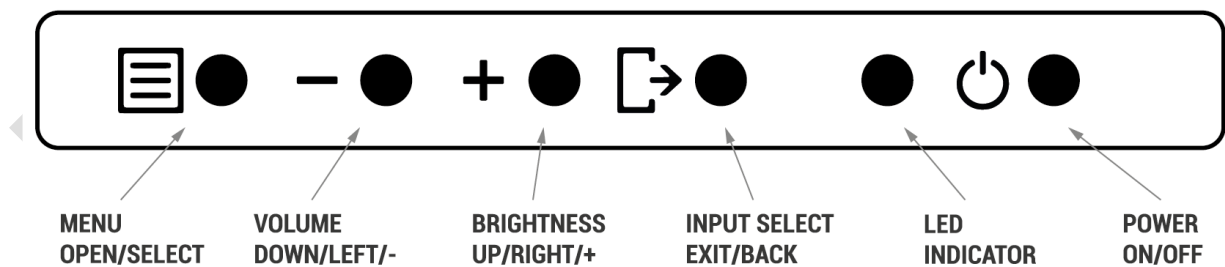 MENU
OPEN/SELECT
VOLUME
DOWN/LEFT/-
BRIGHTNESS
UP/RIGHT/+
INPUT SELECT
EXIT/BACK
LED
INDICATOR
POWER
ON/OFF